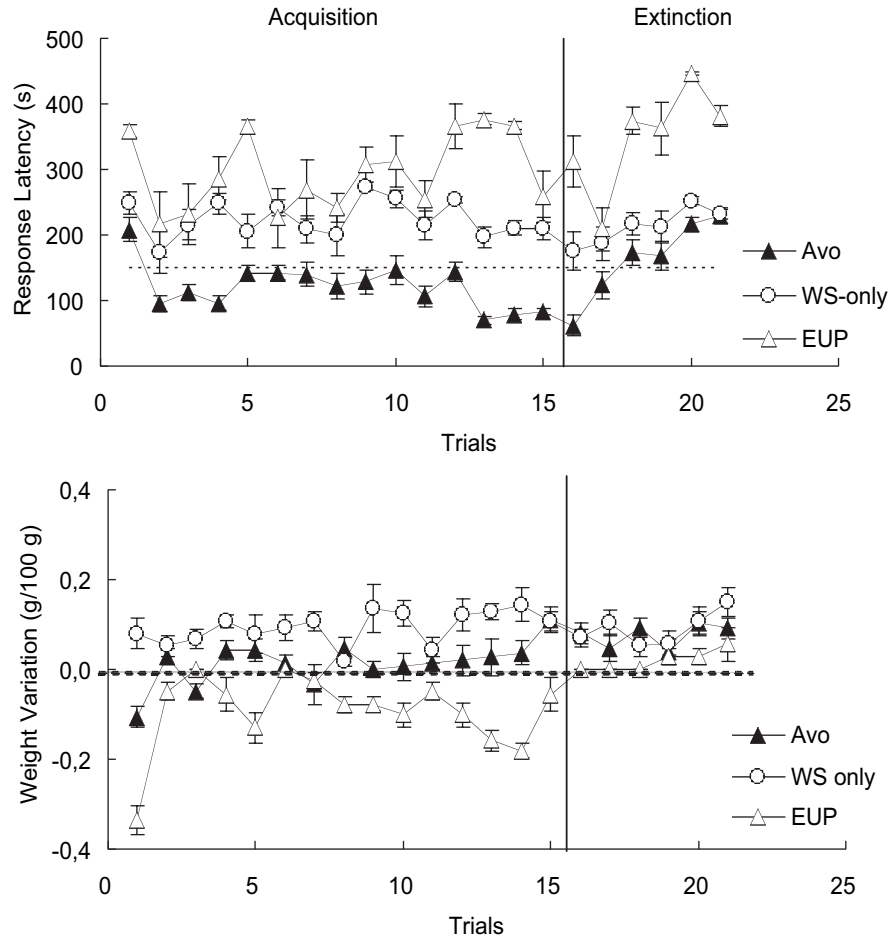 Acquisition Extinction
500
400
300
200
100
0
Response Latency (s)
Avo
WS-only
EUP
0 5 10 15 20 25
Trials
0,4
0,2
0,0
-0,2
-0,4
Weight Variation (g/100 g)
Avo
WS only
EUP
0 5 10 15 20 25
Trials